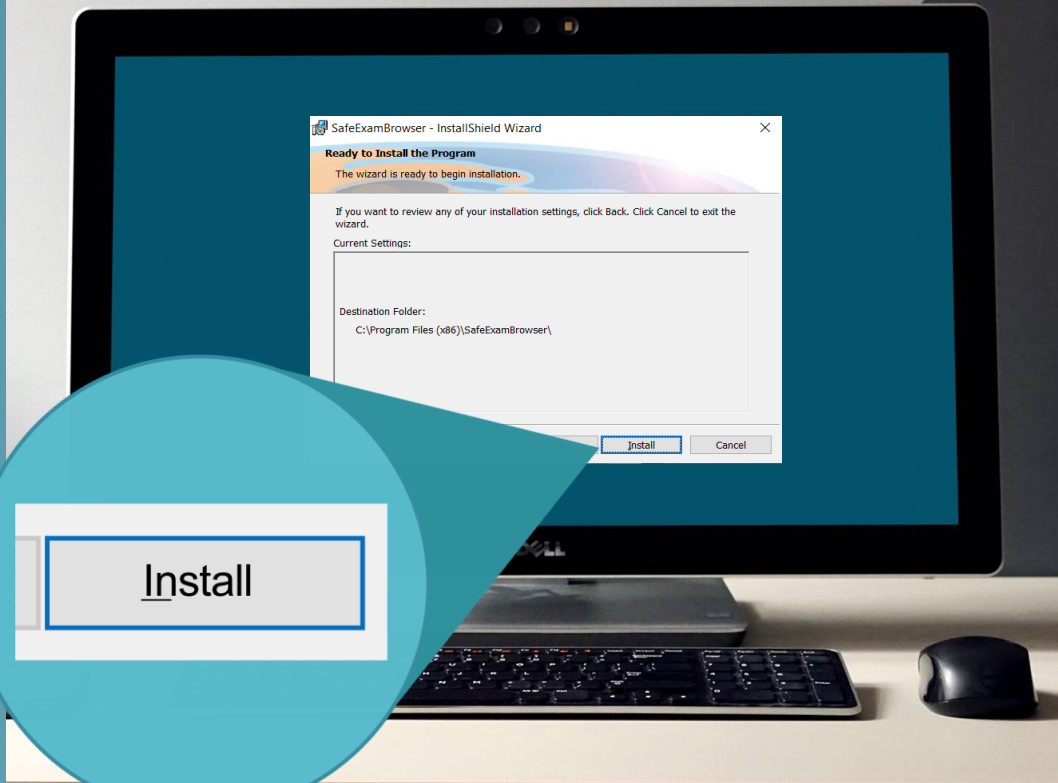 SafeExamBrowser - InstallShield Wizard
Ready to Install the Program
The wizard is ready to begin installation.
If you want to review any of your installation settings, click Back. Click Cancel to exit the
wizard.
Current Settings:
Destination Folder:
C:\Program Files (x86)\SafeExamBrowser\
Install
Cancel
Install